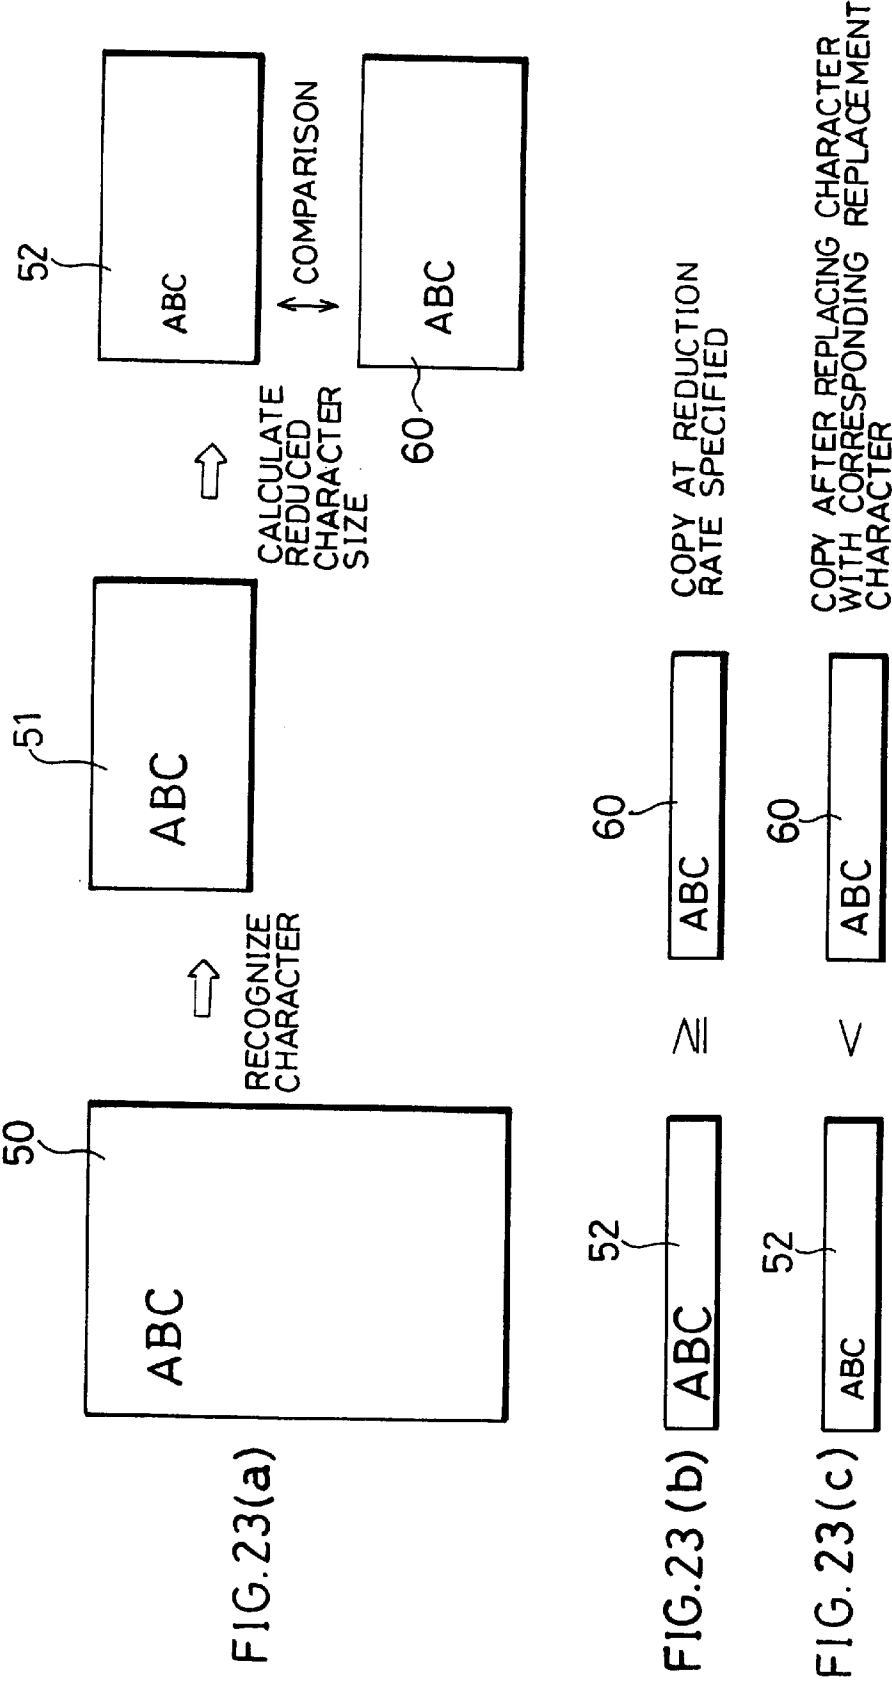 FIG.23(a)
50
ABC
RECOGNIZE
CHARACTER
51
ABC
CALCULATE
REDUCED
CHARACTER
SIZE
52
ABC
COMPARISON
60
ABC
FIG.23(b)
52
ABC
≧
60
ABC
COPY AT REDUCTION
RATE SPECIFIED
FIG.23(c)
52
ABC
<
60
ABC
COPY AFTER REPLACING CHARACTER
WITH CORRESPONDING REPLACEMENT
CHARACTER